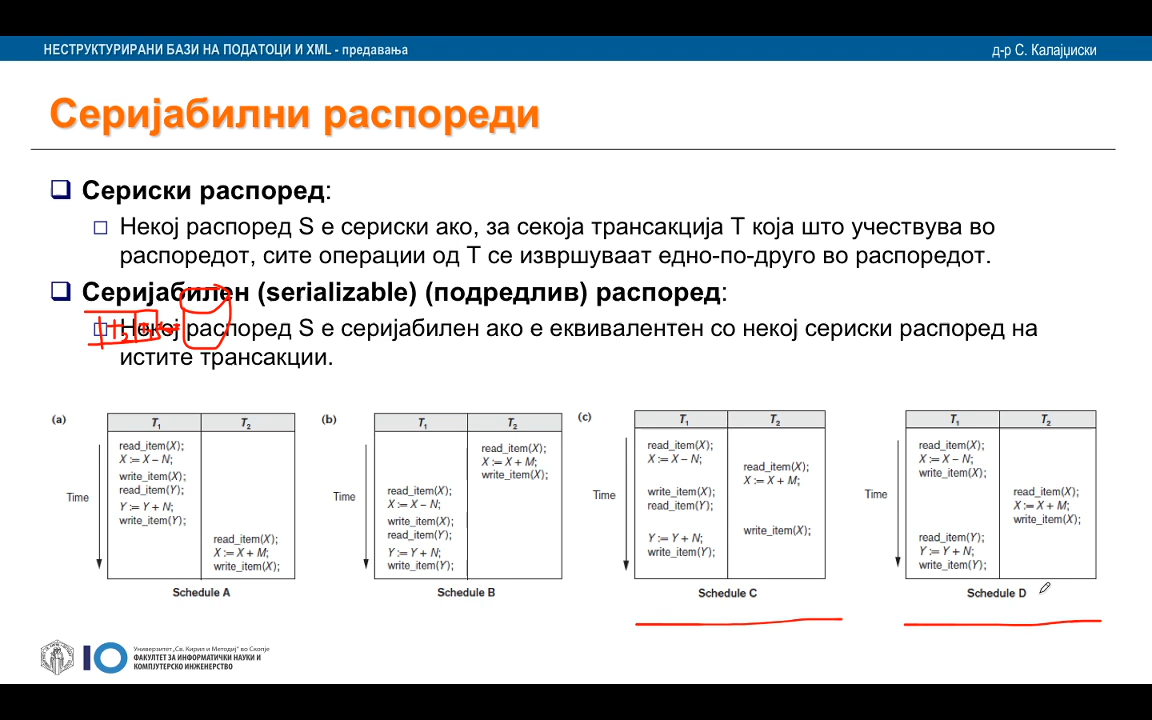 НЕСТРУКТУРИРАНИ БАЗИ НА ПОДАТОЦИ И XML - предавања
д-р С. Калајџиски
Серијабилни распореди
Сериски распоред:
Некој распоред S е сериски ако, за секоја трансакција T која што учествува во
распоредот, сите операции од T се извршуваат едно-по-друго во распоредот.
Серијабилен (serializable) (подредлив) распоред:
Некој распоред S е серијабилен ако е еквивалентен со некој сериски распоред на
истите трансакции.
(a)
T1
T2
Time
read_item(X);
X := X – N;
write_item(X);
read_item(Y);
Y := Y + N;
write_item(Y);
read_item(X);
X := X + M;
write_item(X);
Schedule A
(b)
T1
T2
Time
read_item(X);
X := X + M;
write_item(X);
read_item(X);
X := X – N;
write_item(X);
read_item(Y);
Y := Y + N;
write_item(Y);
Schedule B
(c)
T1
T2
Time
read_item(X);
X := X – N;
read_item(X);
X := X + M;
write_item(X);
read_item(Y);
write_item(X);
Y := Y + N;
write_item(Y);
Schedule C
T1
T2
Time
read_item(X);
X := X – N;
write_item(X);
read_item(X);
X := X + M;
write_item(X);
read_item(Y);
Y := Y + N;
write_item(Y);
Schedule D
Универзитет „Св. Кирил и Методиј“ во Скопје
ФАКУЛТЕТ ЗА ИНФОРМАТИЧКИ НАУКИ И
КОМПЈУТЕРСКО ИНЖЕНЕРСТВО